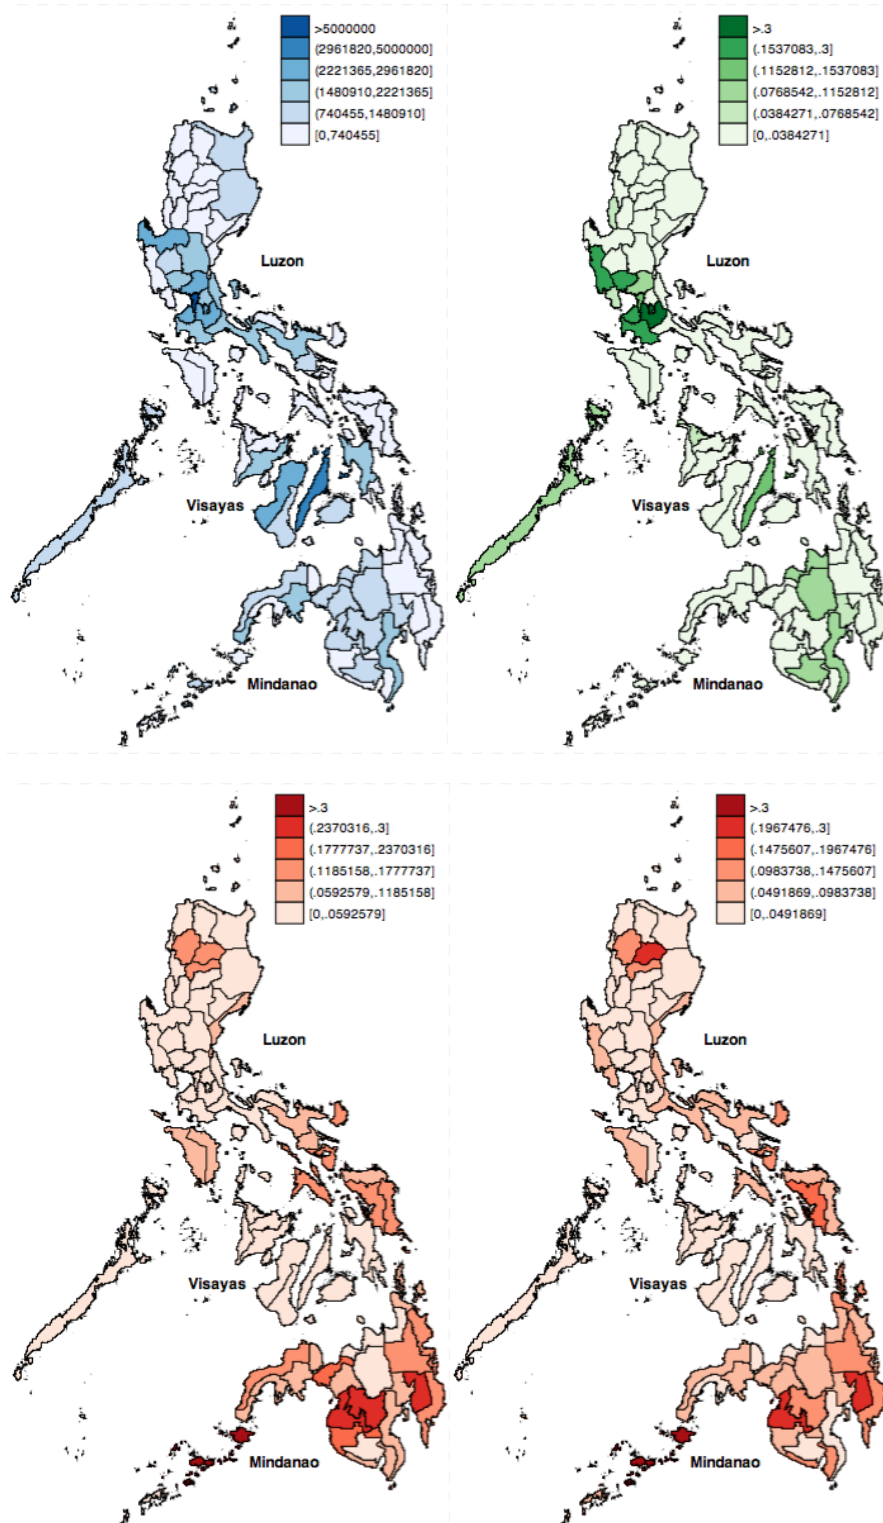 >5000000
(2961820,5000000]
(2221365,2961820]
(1480910,2221365]
(740455,1480910]
[0,740455]
Luzon
Visayas
Mindanao
>.3
(.1537083,.3]
(.1152812,.1537083]
(.0768542,.1152812]
(.0384271,.0768542]
[0,.0384271]
Luzon
Visayas
Mindanao
>.3
(.2370316,.3]
(.1777737,.2370316]
(.1185158,.1777737]
(.0592579,.1185158]
[0,.0592579]
Luzon
Visayas
Mindanao
>.3
(.1967476,.3]
(.1475607,.1967476]
(.0983738,.1475607]
(.0491869,.0983738]
[0,.0491869]
Luzon
Visayas
Mindanao